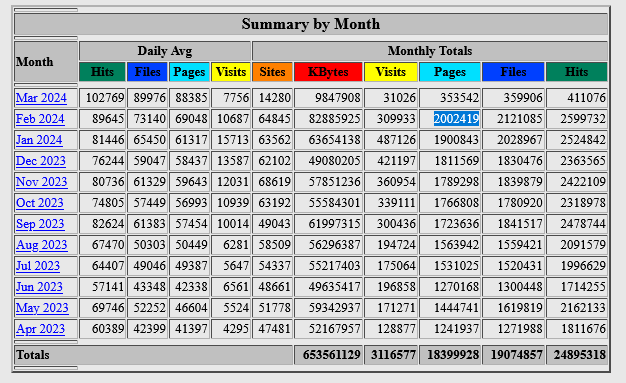 Summary by Month
Month Daily Avg Monthly Totals
Hits Files Pages Visits Sites KBytes Visits Pages Files Hits
Mar 2024 102769 89976 88385 7756 14280 9847908 31026 353542 359906 411076
Feb 2024 89645 73140 69048 10687 64845 82885925 309933 2002419 2121085 2599732
Jan 2024 81446 65450 61317 15713 63562 63654138 487126 1900843 2028967 2524842
Dec 2023 76244 59047 58437 13587 62102 49080205 421197 1811569 1830476 2363565
Nov 2023 80736 61329 59643 12031 68619 57851236 360954 1789298 1839879 2422109
Oct 2023 74805 57449 56993 10939 63192 55584301 339111 1766808 1780920 2318978
Sep 2023 82624 61383 57454 10014 49043 61997315 300436 1723636 1841517 2478744
Aug 2023 67470 50303 50449 6281 58509 56296387 194724 1563942 1559421 2091579
Jul 2023 64407 49046 49387 5647 54337 55217403 175064 1531025 1520431 1996629
Jun 2023 57141 43348 42338 6561 48661 49635417 196858 1270168 1300448 1714255
May 2023 69746 52252 46604 5524 51778 59342937 171271 1444741 1619819 2162133
Apr 2023 60389 42399 41397 4295 47481 52167957 128877 1241937 1271988 1811676
Totals 653561129 3116577 18399928 19074857 24895318